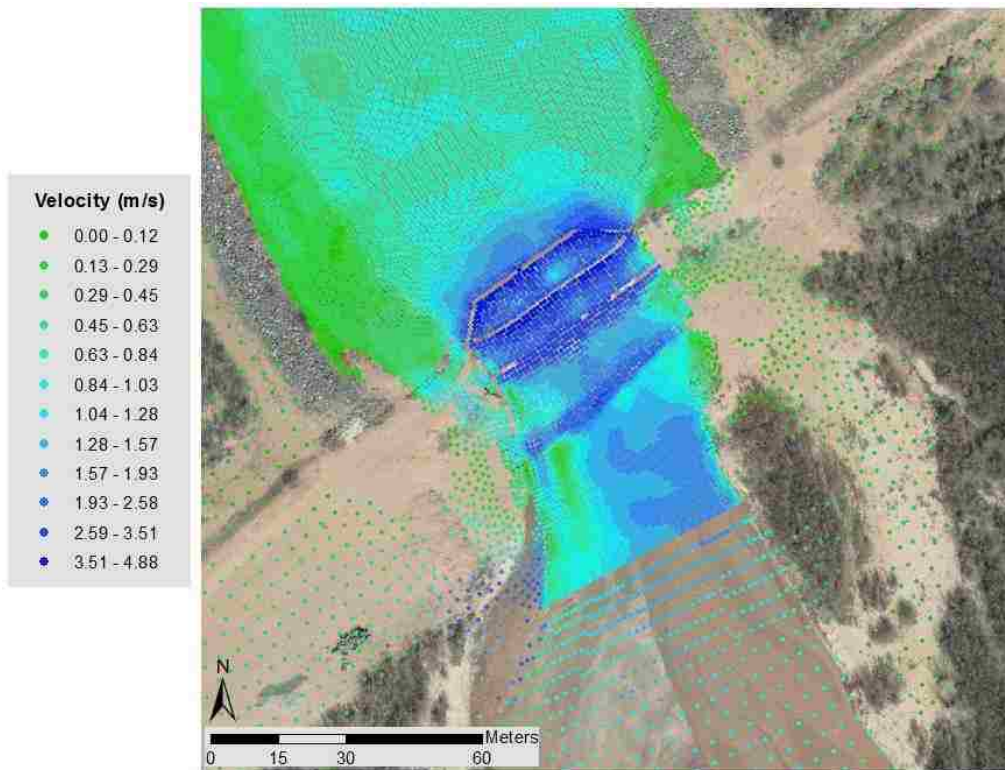 Velocity (m/s)
0.00 - 0.12
0.13 - 0.29
0.29 - 0.45
0.45 - 0.63
0.63 - 0.84
0.84 - 1.03
1.04 - 1.28
1.28 - 1.57
1.57 - 1.93
1.93 - 2.58
2.59 - 3.51
3.51 - 4.88
N
Meters
0 15 30 60